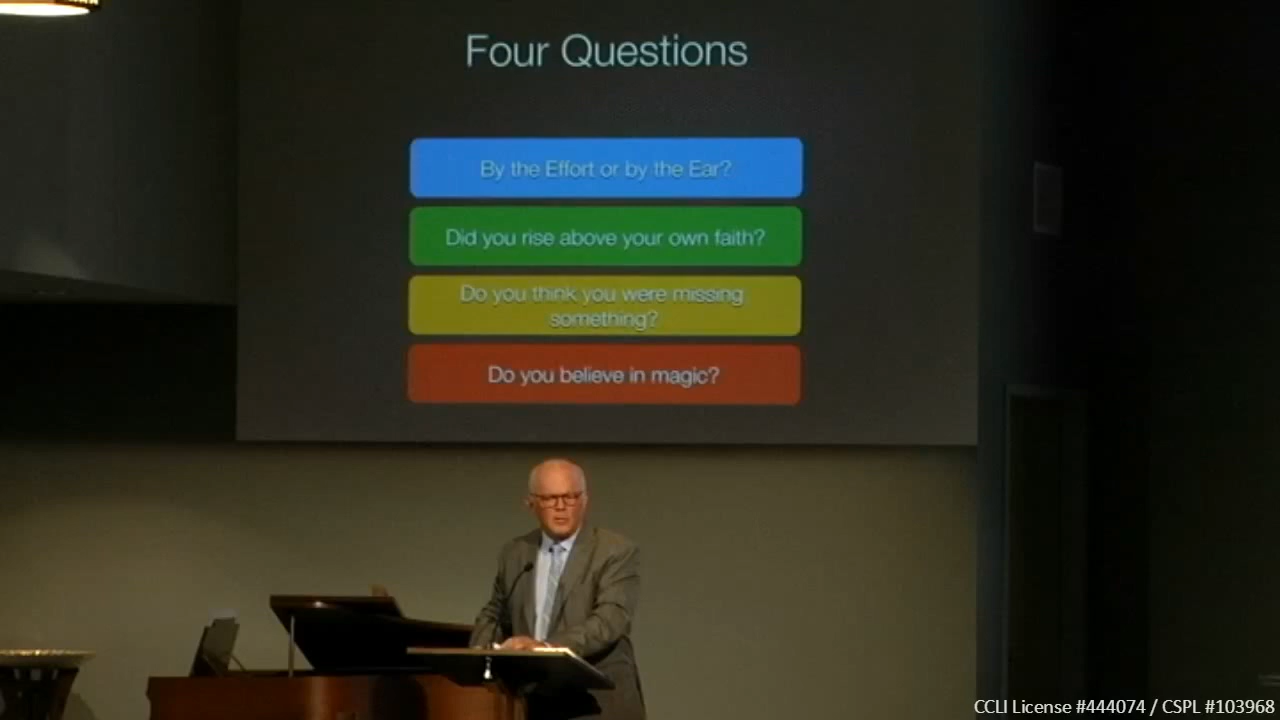 Four Questions
By the Effort or by the Ear?
Did you rise above your own faith?
Do you think you were missing
something?
Do you believe in magic?
CCLI License #444074 / CSPL #103968